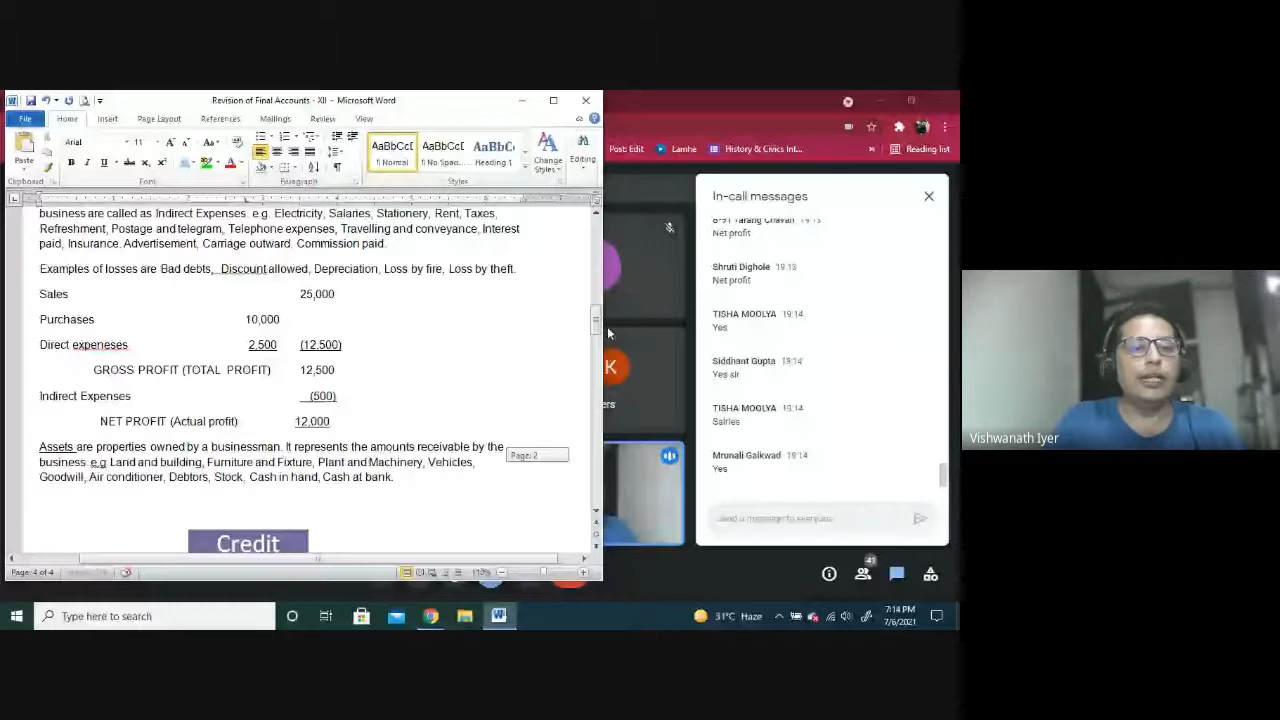 Revision of Final Accounts - XII - Microsoft Word
File Home Insert Page Layout References Mailings Review View
Arial 11
AaBbCcI AaBbCcI AaBbC
¶ Normal ¶ No Spac... Heading 1
Paste Change Styles Editing
Clipboard Font Paragraph Styles
business are called as Indirect Expenses. e.g. Electricity, Salaries, Stationery, Rent, Taxes,
Refreshment, Postage and telegram, Telephone expenses, Travelling and conveyance, Interest
paid, Insurance. Advertisement, Carriage outward. Commission paid.
Examples of losses are Bad debts, Discount allowed, Depreciation, Loss by fire, Loss by theft.
Sales 25,000
Purchases 10,000
Direct expeneses 2,500 (12,500)
GROSS PROFIT (TOTAL PROFIT) 12,500
Indirect Expenses (500)
NET PROFIT (Actual profit) 12,000
Assets are properties owned by a businessman. It represents the amounts receivable by the
business. e.g Land and building, Furniture and Fixture, Plant and Machinery, Vehicles,
Goodwill, Air conditioner, Debtors, Stock, Cash in hand, Cash at bank.
Page: 2
Credit
Page: 4 of 4
110%
Post: Edit Lamhe History & Civics Int... » Reading list
K
ers
In-call messages
Tarang Chavan
Net profit
Shruti Dighole 19:13
Net profit
TISHA MOOLYA 19:14
Yes
Siddhant Gupta 19:14
Yes sir
TISHA MOOLYA 19:14
Salries
Mrunali Gaikwad 19:14
Yes
Send a message to everyone
41
Vishwanath Iyer
Type here to search
31°C Haze
7:14 PM
7/6/2021